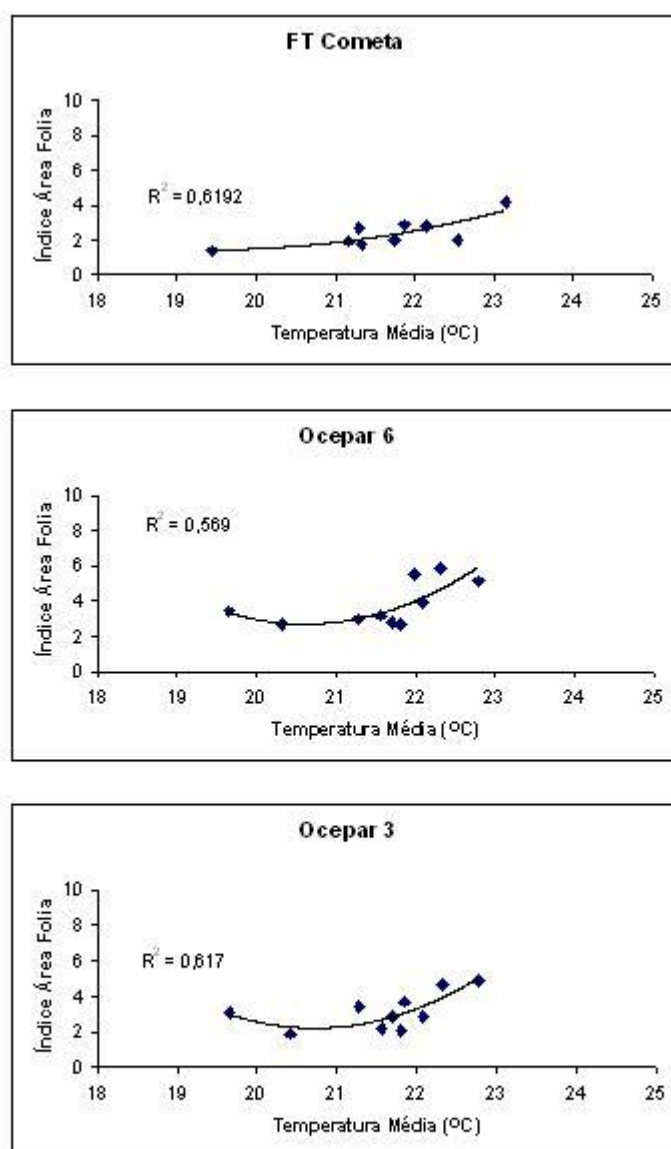 FT Cometa
Índice Área Folia
10
8
6
4
2
0
R² = 0,6192
18 19 20 21 22 23 24 25
Temperatura Média (ºC)
Ocepar 6
Índice Área Folia
10
8
6
4
2
0
R² = 0,569
18 19 20 21 22 23 24 25
Temperatura Média (ºC)
Ocepar 3
Índice Área Folia
10
8
6
4
2
0
R² = 0,617
18 19 20 21 22 23 24 25
Temperatura Média (ºC)